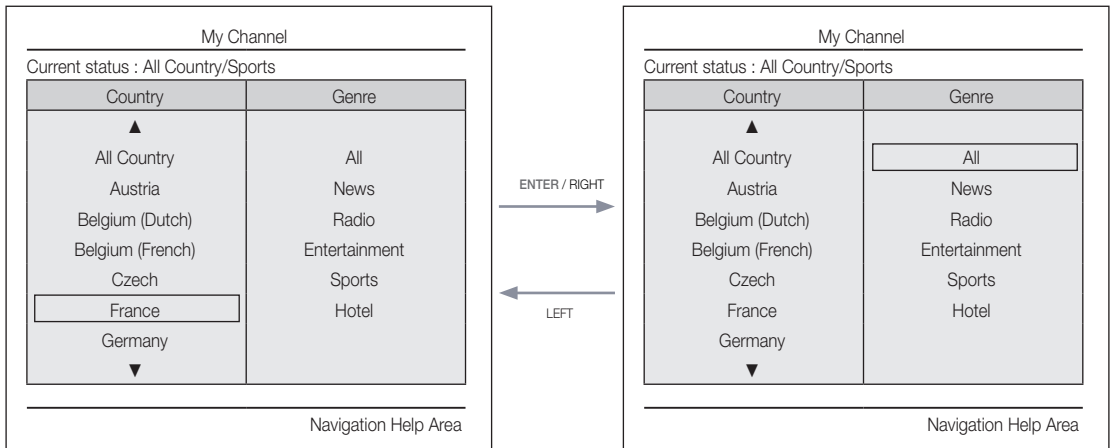 My Channel
Current status : All Country/Sports
Country Genre
▲
All Country All
Austria News
Belgium (Dutch) Radio
Belgium (French) Entertainment
Czech Sports
France Hotel
Germany
▼
Navigation Help Area
ENTER / RIGHT
LEFT
My Channel
Current status : All Country/Sports
Country Genre
▲
All Country All
Austria News
Belgium (Dutch) Radio
Belgium (French) Entertainment
Czech Sports
France Hotel
Germany
▼
Navigation Help Area